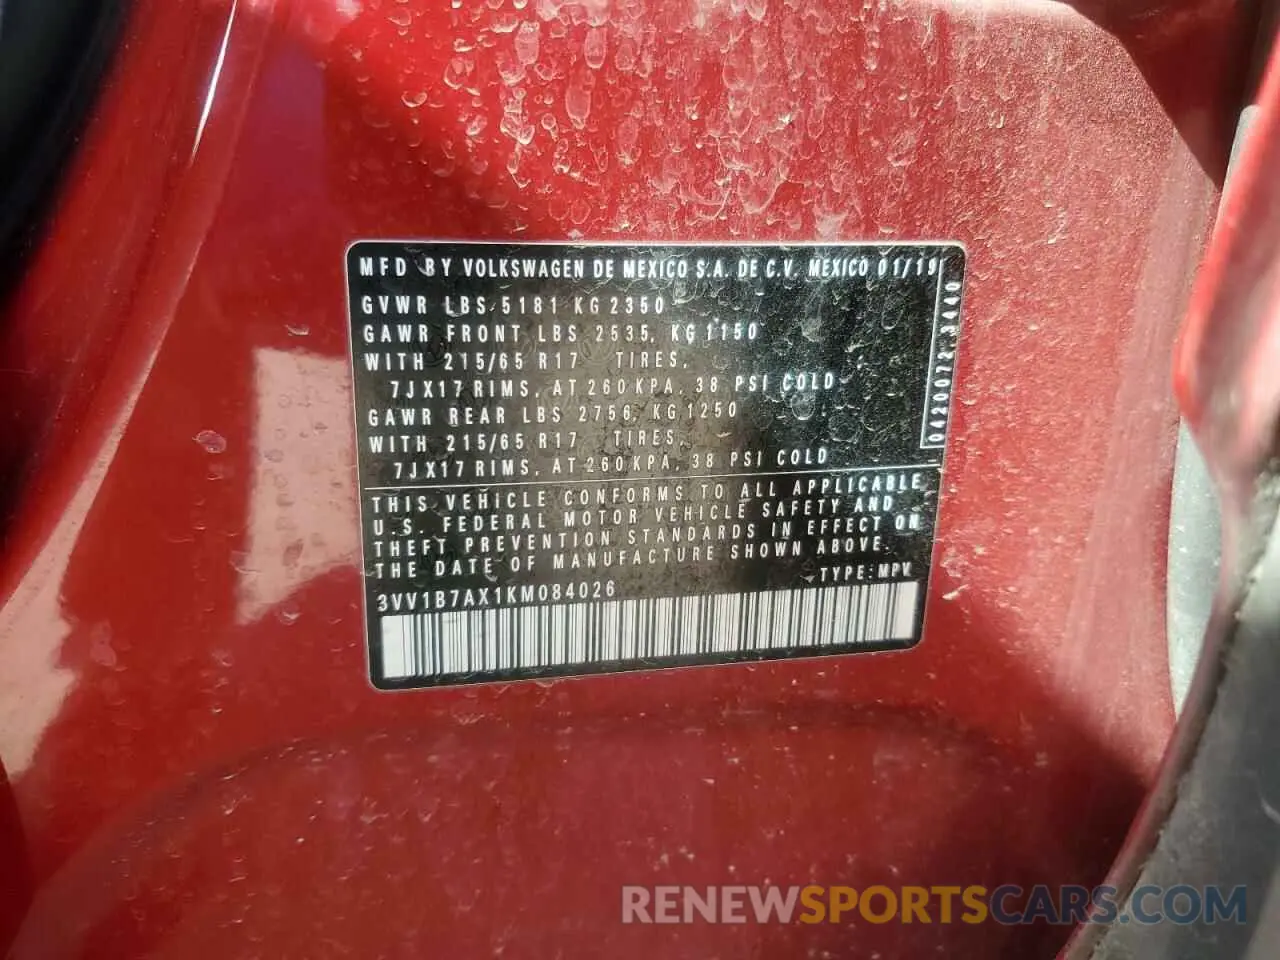 MFD BY VOLKSWAGEN DE MEXICO S.A. DE C.V. MEXICO 01/19
GVWR LBS 5181 KG 2350
GAWR FRONT LBS 2535, KG 1150
WITH 215/65 R17 TIRES,
7JX17 RIMS, AT 260 KPA, 38 PSI COLD
GAWR REAR LBS 2756, KG 1250
WITH 215/65 R17 TIRES,
7JX17 RIMS, AT 260 KPA, 38 PSI COLD
0420072.3440
THIS VEHICLE CONFORMS TO ALL APPLICABLE
U.S. FEDERAL MOTOR VEHICLE SAFETY AND
THEFT PREVENTION STANDARDS IN EFFECT ON
THE DATE OF MANUFACTURE SHOWN ABOVE.
TYPE: MPV
3VV1B7AX1KM084026
RENEWSPORTSCARS.COM